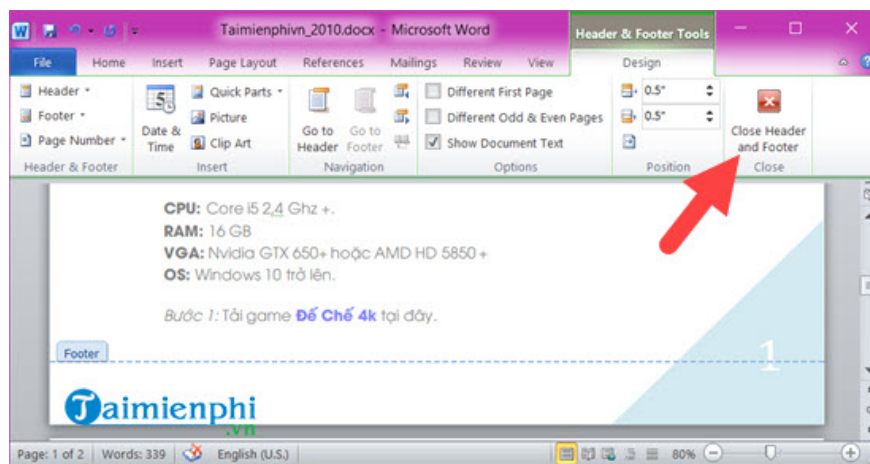 W
Taimienphivn_2010.docx - Microsoft Word
Header & Footer Tools
File Home Insert Page Layout References Mailings Review View Design
Header
Footer
Page Number
Header & Footer
5
Date & Time
Quick Parts
Picture
Clip Art
Insert
Go to Header
Go to Footer
Navigation
Different First Page
Different Odd & Even Pages
Show Document Text
Options
0.5"
0.5"
Position
Close Header and Footer
Close
CPU: Core i5 2,4 Ghz +.
RAM: 16 GB
VGA: Nvidia GTX 650+ hoặc AMD HD 5850 +
OS: Windows 10 trở lên.
Bước 1: Tải game Đế Chế 4k tại đây.
Footer
1
Taimienphi
.vn
Page: 1 of 2 Words: 339 English (U.S.) 80%